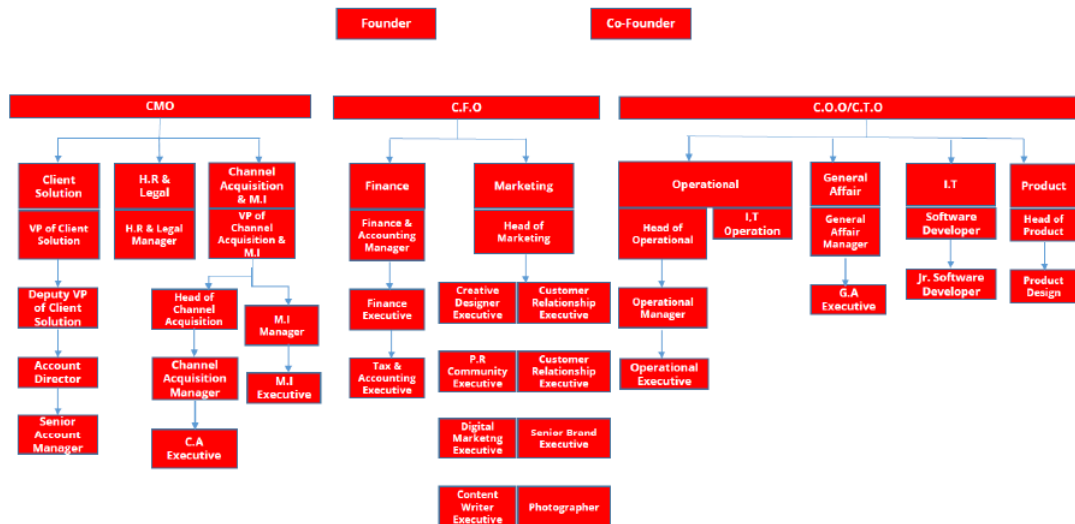 Founder
Co-Founder
CMO
C.F.O
C.O.O/C.T.O
Client
Solution
H.R &
Legal
Channel
Acquisition
& M.I
Finance
Marketing
Operational
General
Affair
I.T
Product
VP of Client
Solution
H.R & Legal
Manager
VP of
Channel
Acquisition &
M.I
Finance &
Accounting
Manager
Head of
Marketing
Head of
Operational
I,T
Operation
General
Affair
Manager
Software
Developer
Head of
Product
Deputy VP
of Client
Solution
Head of
Channel
Acquisition
M.I
Manager
Finance
Executive
Creative
Designer
Executive
Customer
Relationship
Executive
Operational
Manager
G.A
Executive
Jr. Software
Developer
Product
Design
Account
Director
Channel
Acquisition
Manager
M.I
Executive
Tax &
Accounting
Executive
P.R
Community
Executive
Customer
Relationship
Executive
Operational
Executive
Senior
Account
Manager
C.A
Executive
Digital
Marketng
Executive
Senior Brand
Executive
Content
Writer
Executive
Photographer